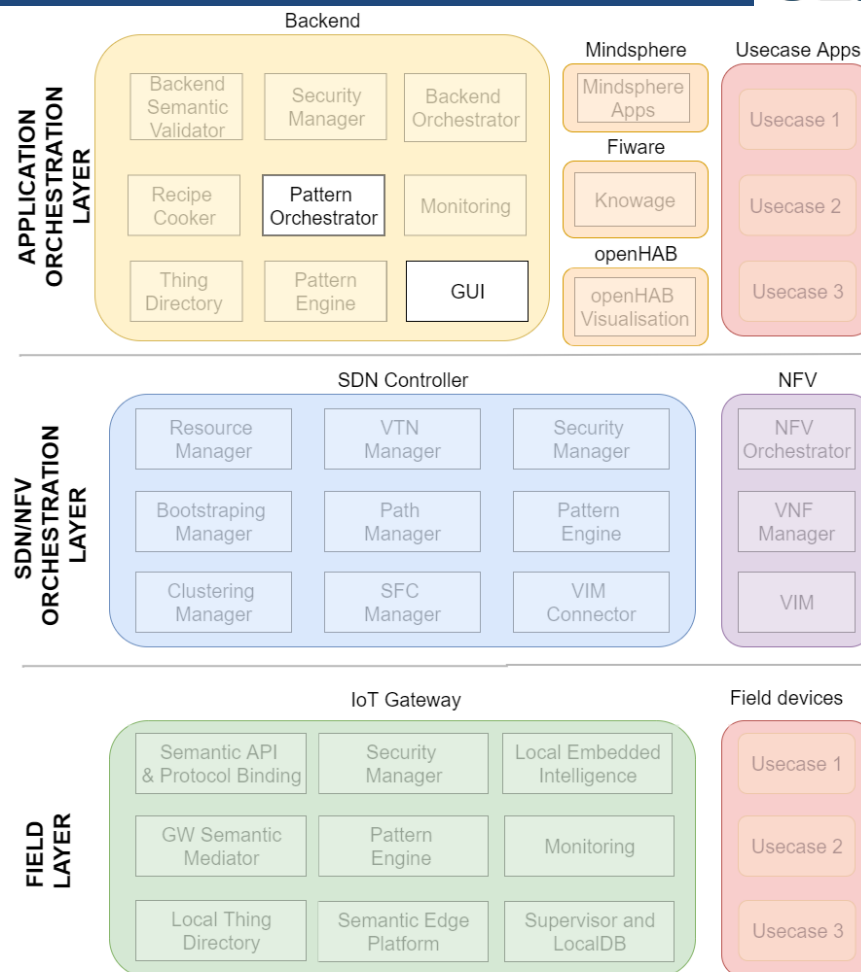 Backend
Mindsphere
Usecase Apps
APPLICATION
ORCHESTRATION
LAYER
Backend
Semantic
Validator
Security
Manager
Backend
Orchestrator
Recipe
Cooker
Pattern
Orchestrator
Monitoring
Thing
Directory
Pattern
Engine
GUI
Mindsphere
Apps
Fiware
Knowage
openHAB
openHAB
Visualisation
Usecase 1
Usecase 2
Usecase 3
SDN Controller
NFV
SDN/NFV
ORCHESTRATION
LAYER
Resource
Manager
VTN
Manager
Security
Manager
Bootstraping
Manager
Path
Manager
Pattern
Engine
Clustering
Manager
SFC
Manager
VIM
Connector
NFV
Orchestrator
VNF
Manager
VIM
IoT Gateway
Field devices
FIELD
LAYER
Semantic API
& Protocol Binding
Security
Manager
Local Embedded
Intelligence
GW Semantic
Mediator
Pattern
Engine
Monitoring
Local Thing
Directory
Semantic Edge
Platform
Supervisor and
LocalDB
Usecase 1
Usecase 2
Usecase 3